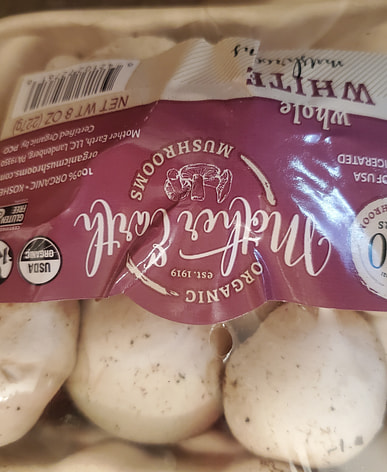 ORGANIC
EST. 1919
Mother Earth
MUSHROOMS
USDA
ORGANIC
GLUTEN
FREE
100% ORGANIC • KOSHER
organicmushrooms.com
Certified Organic by PCO
Mother Earth, LLC, Landenberg, PA
NET WT 8 OZ (227g)
Whole
WHITE
OF USA